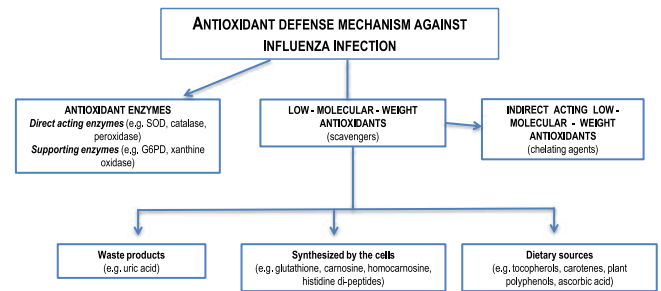 ANTIOXIDANT DEFENSE MECHANISM AGAINST
INFLUENZA INFECTION
ANTIOXIDANT ENZYMES
Direct acting enzymes (e.g. SOD, catalase,
peroxidase)
Supporting enzymes (e.g, G6PD, xanthine
oxidase)
LOW - MOLECULAR - WEIGHT
ANTIOXIDANTS
(scavengers)
INDIRECT ACTING LOW -
MOLECULAR - WEIGHT
ANTIOXIDANTS
(chelating agents)
Waste products
(e.g. uric acid)
Synthesized by the cells
(e.g. glutathione, carnosine, homocarnosine,
histidine di-peptides)
Dietary sources
(e.g. tocopherols, carotenes, plant
polyphenols, ascorbic acid)